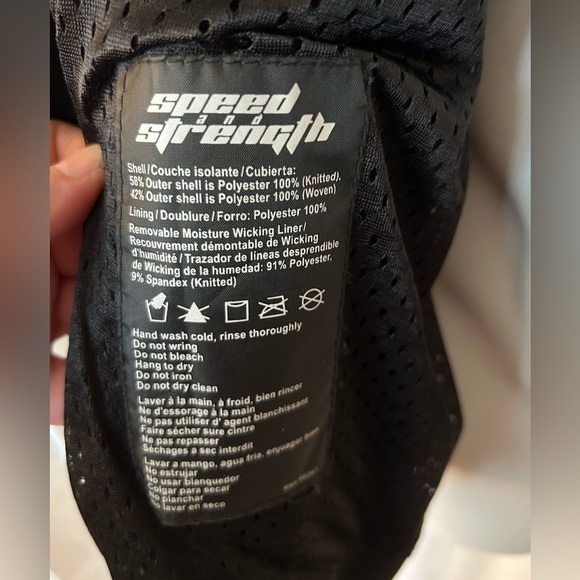 speed
and
strength
Shell/Couche isolante/Cubierta:
58% Outer shell is Polyester 100% (Knitted).
42% Outer shell is Polyester 100% (Woven)
Lining/Doublure/Forro: Polyester 100%
Removable Moisture Wicking Liner/
Recouvrement démontable de Wicking
d'humidité/Trazador de líneas desprendible
de Wicking de la humedad: 91% Polyester,
9% Spandex (Knitted)
Hand wash cold, rinse thoroughly
Do not wring
Do not bleach
Hang to dry
Do not iron
Do not dry clean
Laver à la main, à froid, bien rincer
Ne d'essorage à la main
Ne pas utiliser d' agent blanchissant
Faire sécher sure cintre
Ne pas repasser
Séchages a sec interdit
Lavar a mango, agua fria, enjuagar bien
No estrujar
No usar blanquedor
Colgar para secar
No planchar
No lavar en seco